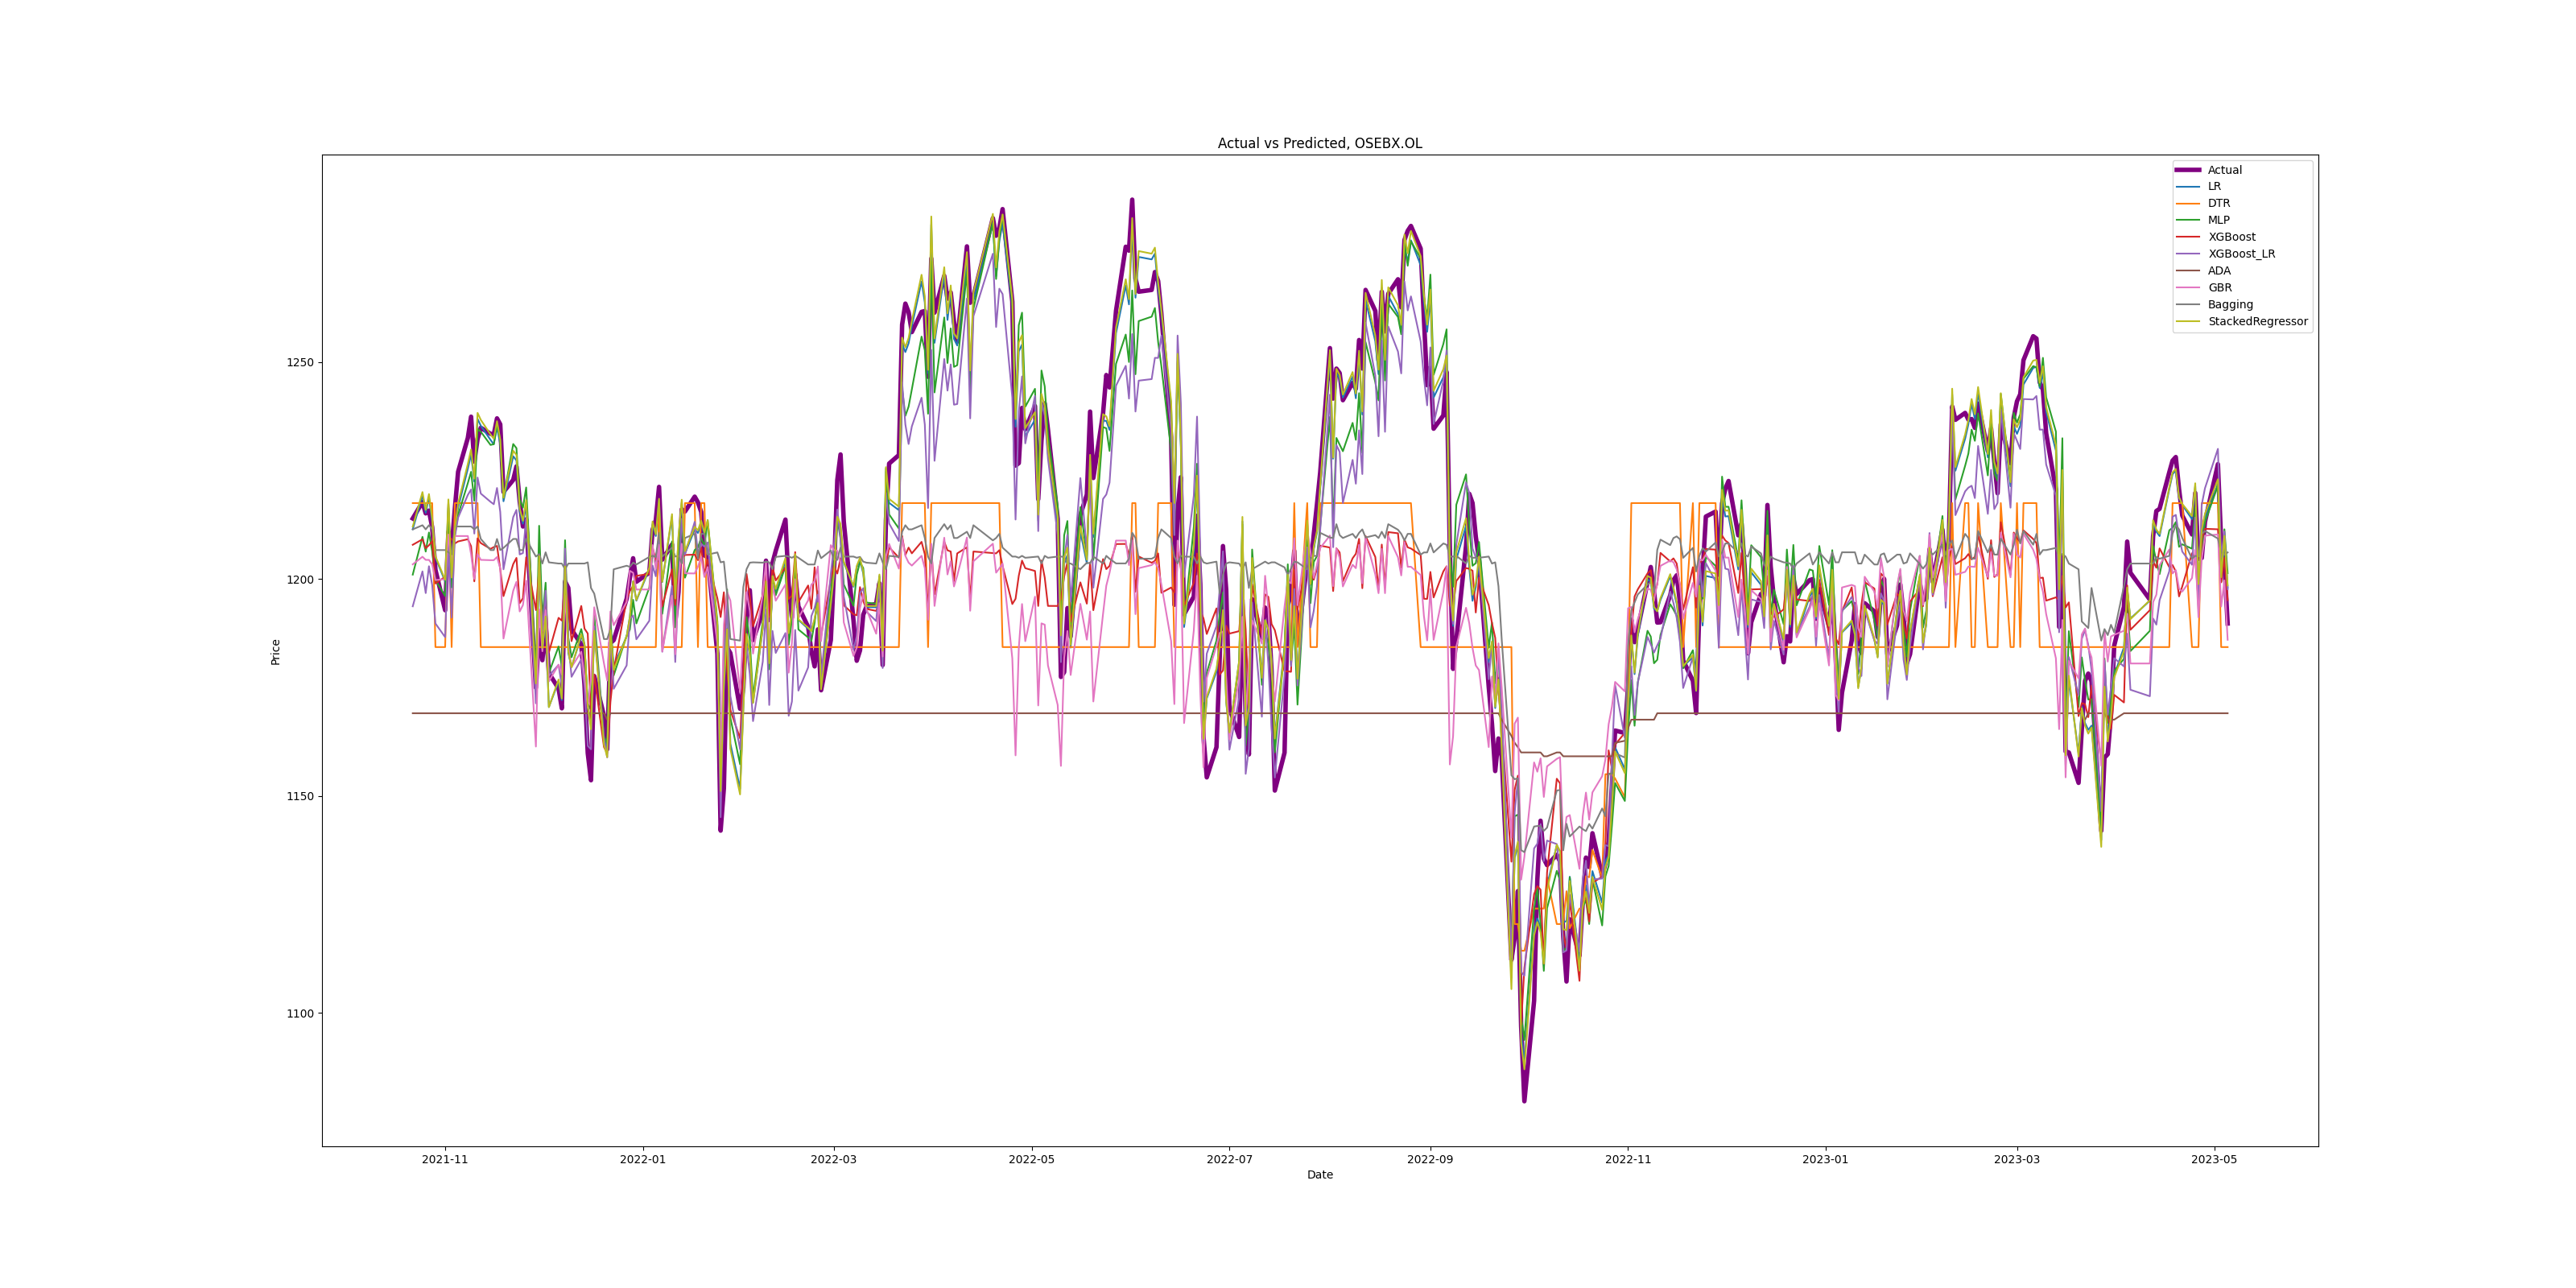 Actual vs Predicted, OSEBX.OL
Actual
LR
DTR
MLP
XGBoost
XGBoost_LR
ADA
GBR
Bagging
StackedRegressor
Price
1250
1200
1150
1100
2021-11 2022-01 2022-03 2022-05 2022-07 2022-09 2022-11 2023-01 2023-03 2023-05
Date